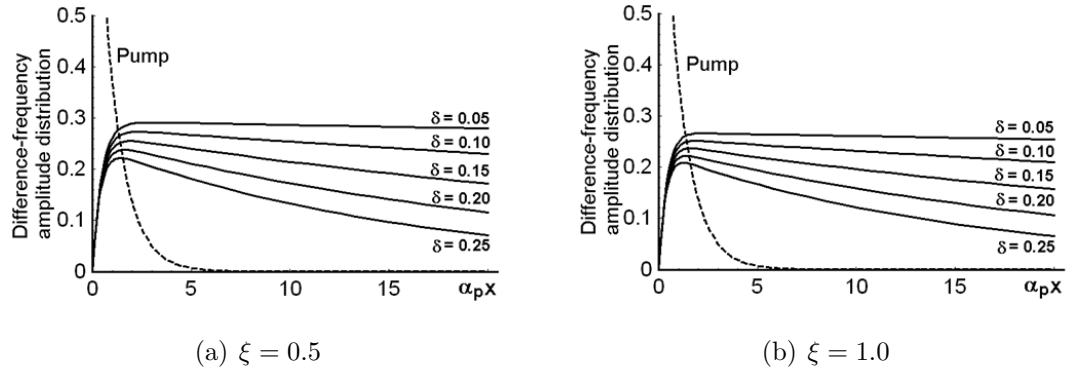 Difference-frequency
amplitude distribution
0.5
0.4
0.3
0.2
0.1
0
Pump
δ = 0.05
δ = 0.10
δ = 0.15
δ = 0.20
δ = 0.25
0 5 10 15 αpx
(a) ξ = 0.5
Difference-frequency
amplitude distribution
0.5
0.4
0.3
0.2
0.1
0
Pump
δ = 0.05
δ = 0.10
δ = 0.15
δ = 0.20
δ = 0.25
0 5 10 15 αpx
(b) ξ = 1.0